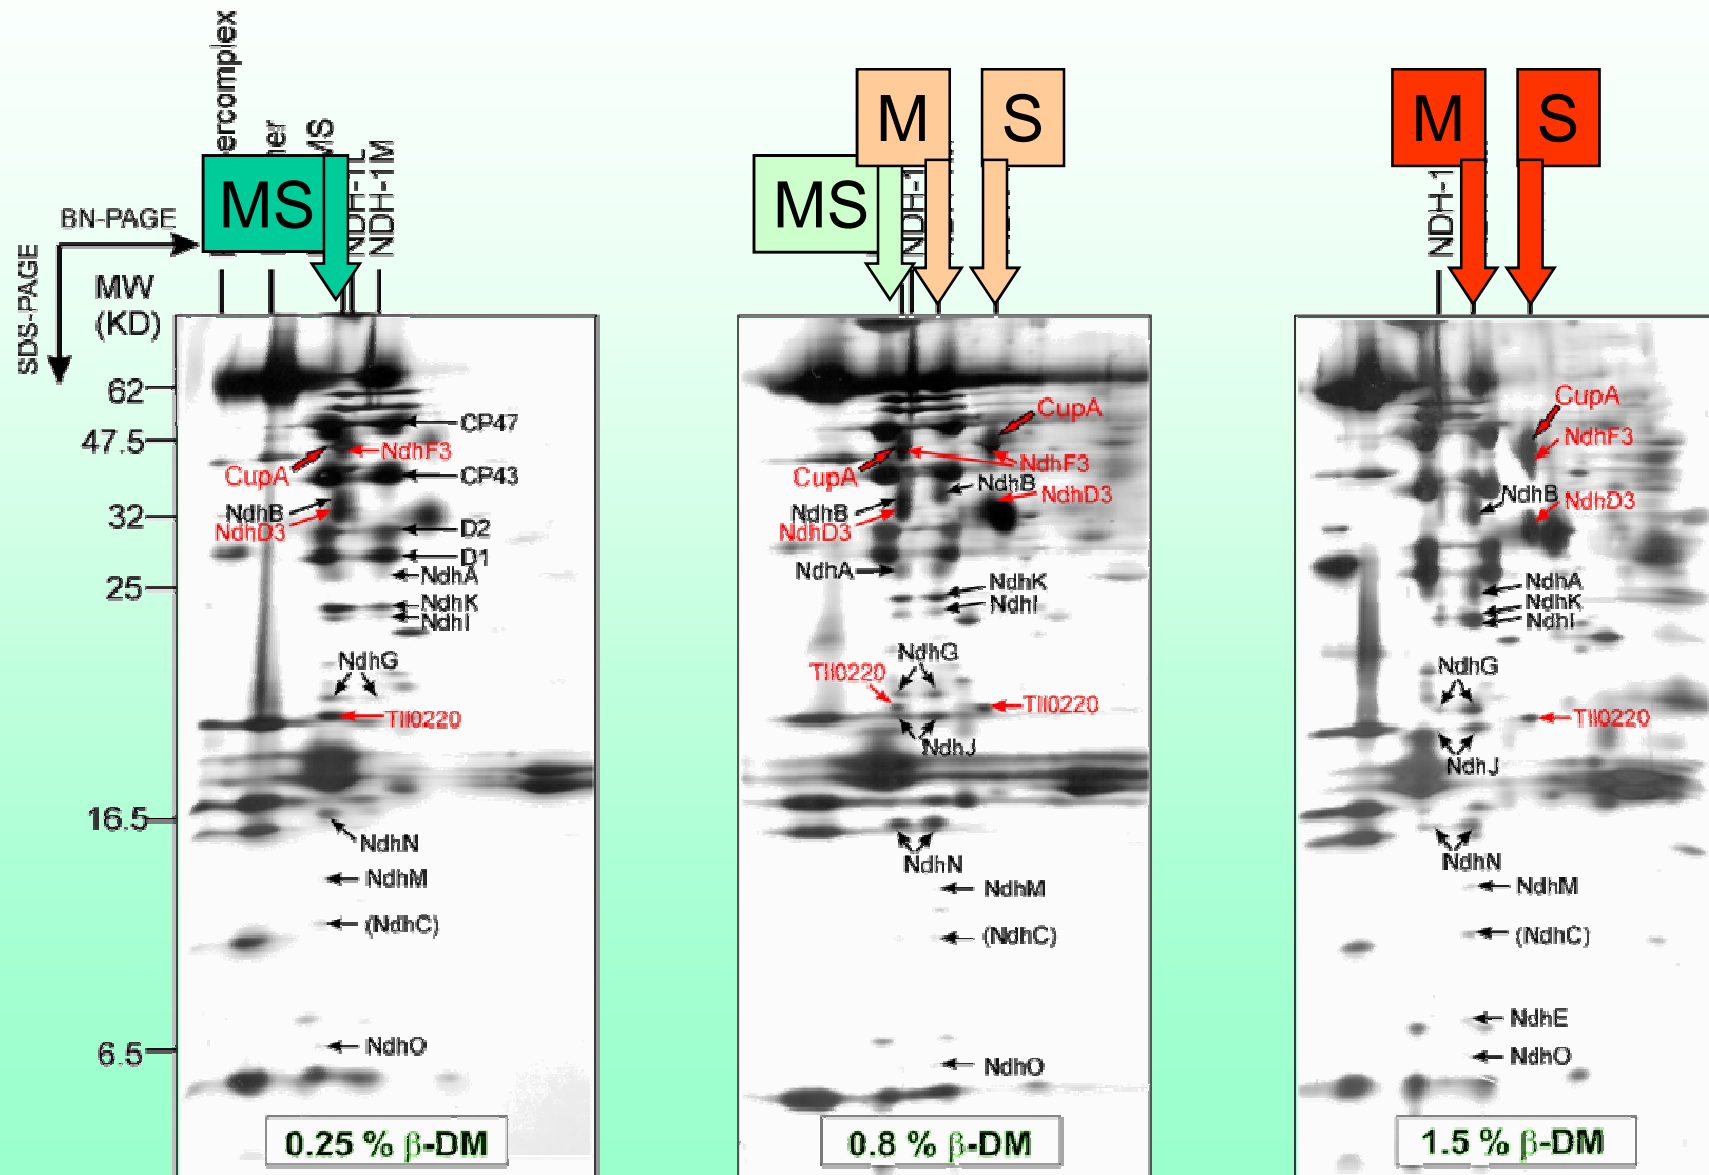 ercomplex
MS
NDH-1L
NDH-1M
BN-PAGE
SDS-PAGE
MS
MW
(KD)
62
47.5
32
25
16.5
6.5
CP47
NdhF3
CupA
CP43
NdhB
NdhD3
D2
D1
NdhA
NdhK
NdhI
NdhG
Tll0220
NdhN
NdhM
(NdhC)
NdhO
0.25 % β-DM
M
S
MS
NDH-1
CupA
CupA
NdhF3
NdhB
NdhD3
NdhB
NdhD3
NdhA
NdhK
NdhI
NdhG
Tll0220
Tll0220
NdhJ
NdhN
NdhM
(NdhC)
NdhO
0.8 % β-DM
M
S
NDH-1
CupA
NdhF3
NdhB
NdhD3
NdhA
NdhK
NdhI
NdhG
Tll0220
NdhJ
NdhN
NdhM
(NdhC)
NdhE
NdhO
1.5 % β-DM